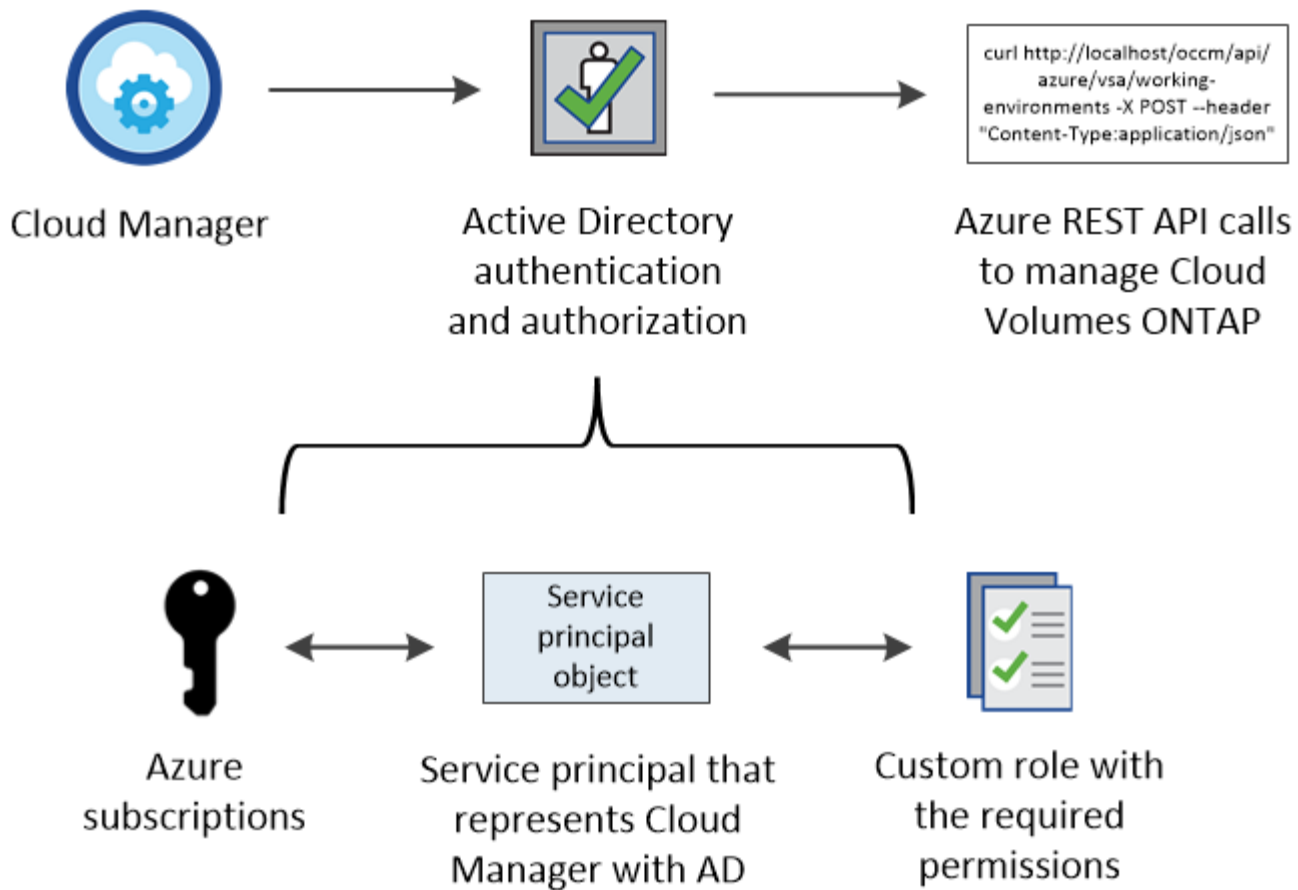 curl http://localhost/occm/api/
azure/vsa/working-
environments -X POST --header
"Content-Type:application/json"
Cloud Manager
Active Directory
authentication
and authorization
Azure REST API calls
to manage Cloud
Volumes ONTAP
Service
principal
object
Azure
subscriptions
Service principal that
represents Cloud
Manager with AD
Custom role with
the required
permissions